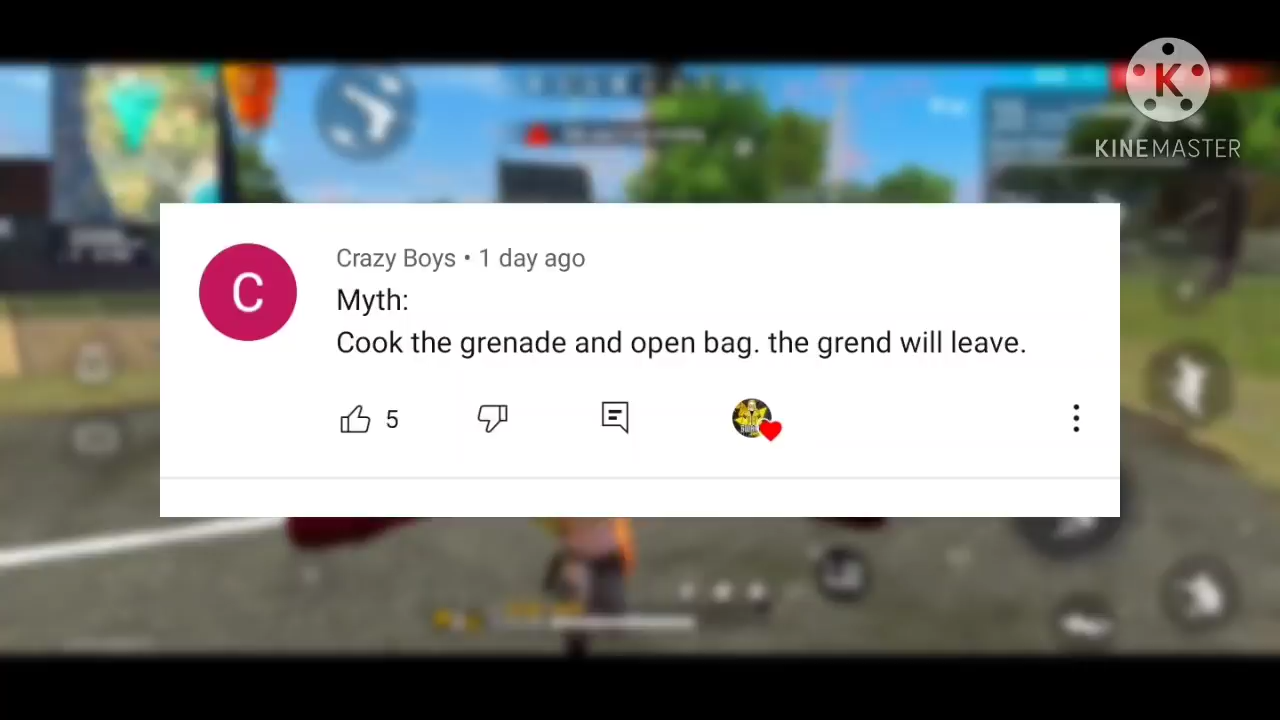 K
KINEMASTER
C
Crazy Boys • 1 day ago
Myth:
Cook the grenade and open bag. the grend will leave.
5